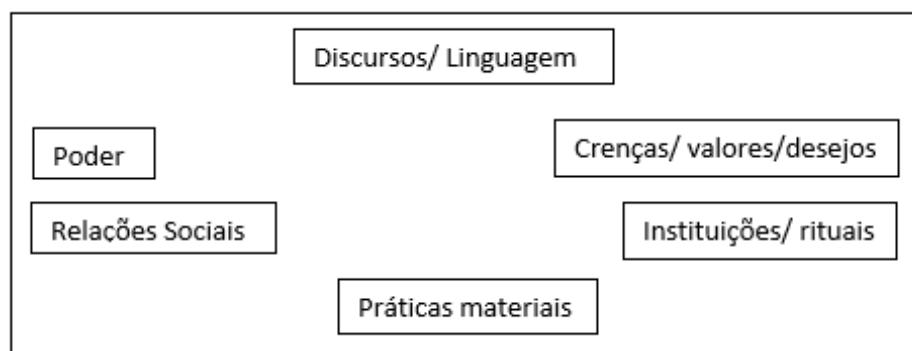 Discursos/ Linguagem
Poder
Crenças/ valores/desejos
Relações Sociais
Instituições/ rituais
Práticas materiais